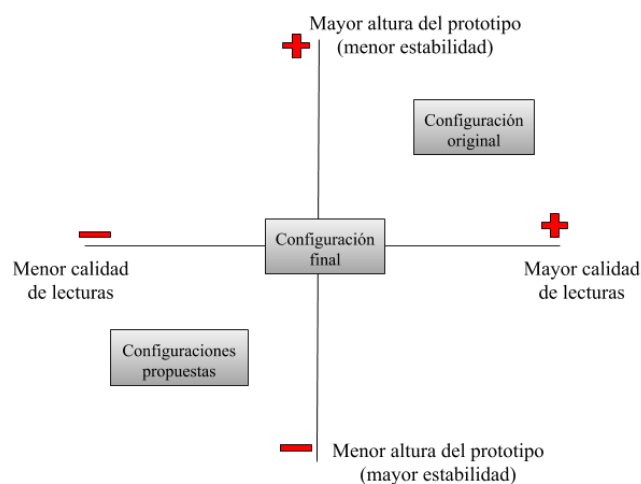 Mayor altura del prototipo
(menor estabilidad)
Configuración
original
Configuración
final
Menor calidad
de lecturas
Mayor calidad
de lecturas
Configuraciones
propuestas
Menor altura del prototipo
(mayor estabilidad)